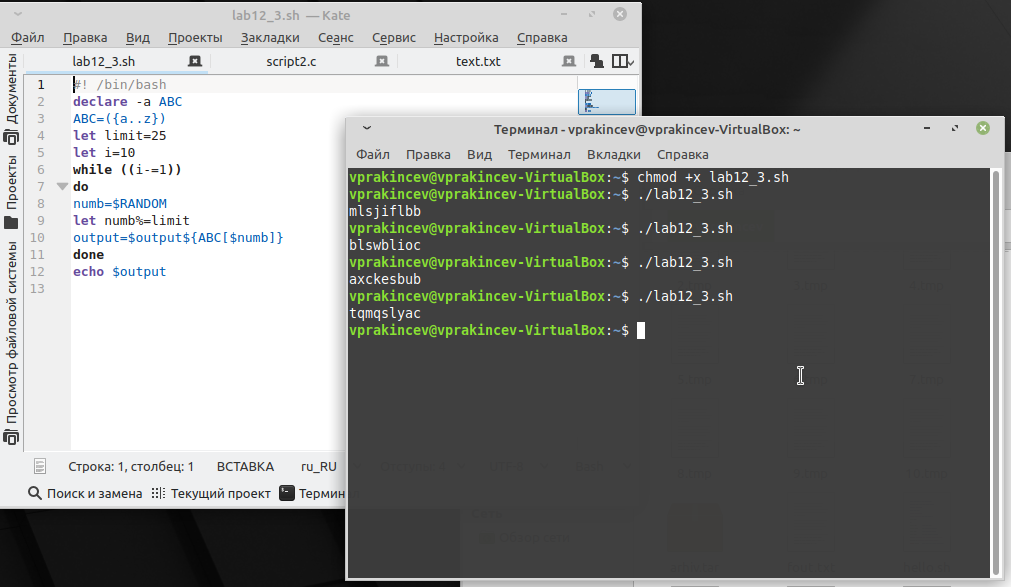 lab12_3.sh — Kate
Файл Правка Вид Проекты Закладки Сеанс Сервис Настройка Справка
lab12_3.sh script2.c text.txt
Документы
Проекты
Просмотр файловой системы
1 #! /bin/bash
2 declare -a ABC
3 ABC=({a..z})
4 let limit=25
5 let i=10
6 while ((i-=1))
7 do
8 numb=$RANDOM
9 let numb%=limit
10 output=$output${ABC[$numb]}
11 done
12 echo $output
13
Строка: 1, столбец: 1 ВСТАВКА ru_RU
Поиск и замена Текущий проект Термин
Терминал - vprakincev@vprakincev-VirtualBox: ~
Файл Правка Вид Терминал Вкладки Справка
vprakincev@vprakincev-VirtualBox:~$ chmod +x lab12_3.sh
vprakincev@vprakincev-VirtualBox:~$ ./lab12_3.sh
mlsjiflbb
vprakincev@vprakincev-VirtualBox:~$ ./lab12_3.sh
blswblioc
vprakincev@vprakincev-VirtualBox:~$ ./lab12_3.sh
axckesbub
vprakincev@vprakincev-VirtualBox:~$ ./lab12_3.sh
tqmqslyac
vprakincev@vprakincev-VirtualBox:~$